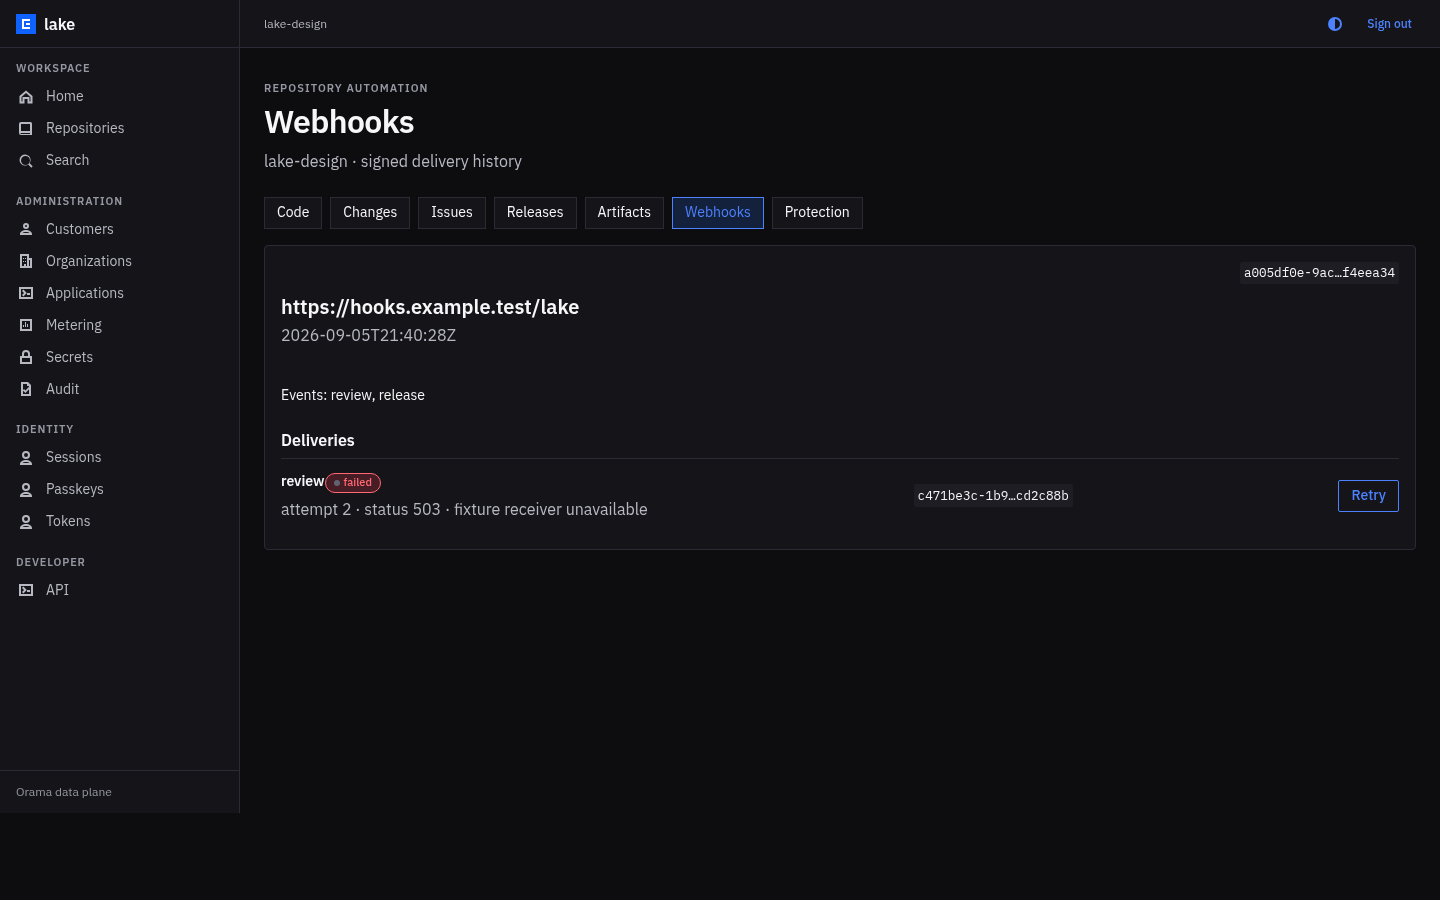 lake
lake-design
Sign out
WORKSPACE
Home
Repositories
Search
ADMINISTRATION
Customers
Organizations
Applications
Metering
Secrets
Audit
IDENTITY
Sessions
Passkeys
Tokens
DEVELOPER
API
Orama data plane
REPOSITORY AUTOMATION
Webhooks
lake-design · signed delivery history
Code Changes Issues Releases Artifacts Webhooks Protection
a005df0e-9ac…f4eea34
https://hooks.example.test/lake
2026-09-05T21:40:28Z
Events: review, release
Deliveries
review failed
attempt 2 · status 503 · fixture receiver unavailable
c471be3c-1b9…cd2c88b
Retry